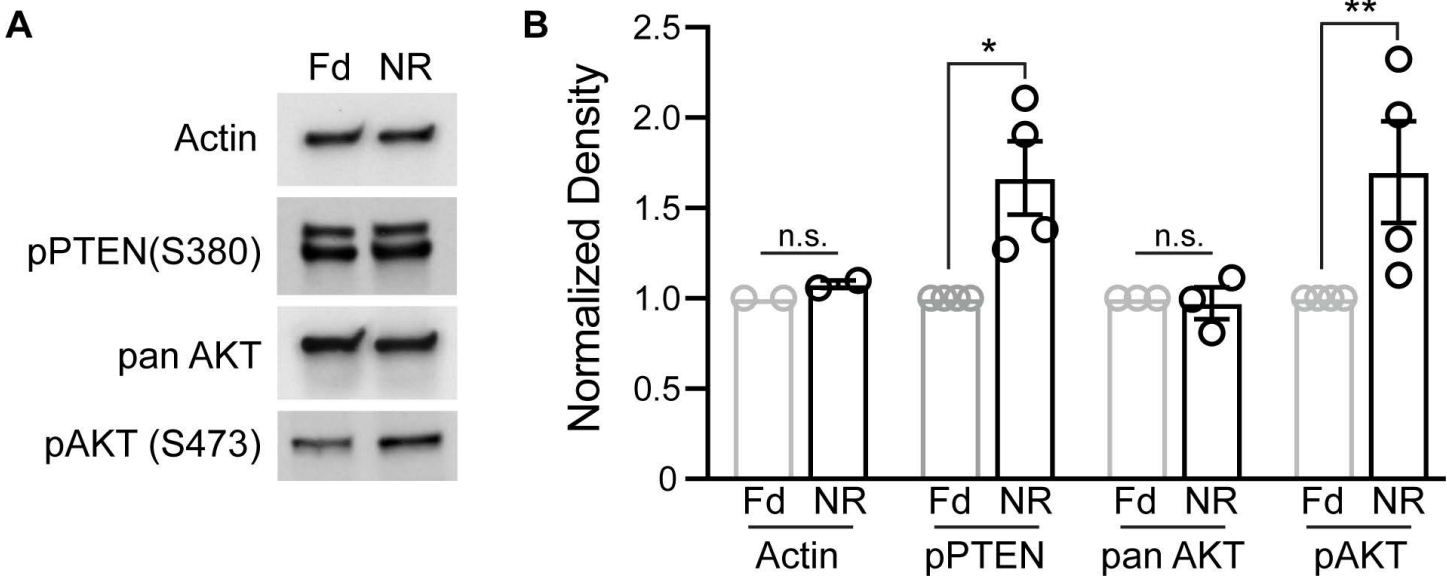 A
Fd NR
Actin
pPTEN(S380)
pan AKT
pAKT (S473)
B
Normalized Density
2.5
2.0
1.5
1.0
0.5
0
n.s.
*
n.s.
**
Fd NR Fd NR Fd NR Fd NR
Actin pPTEN pan AKT pAKT